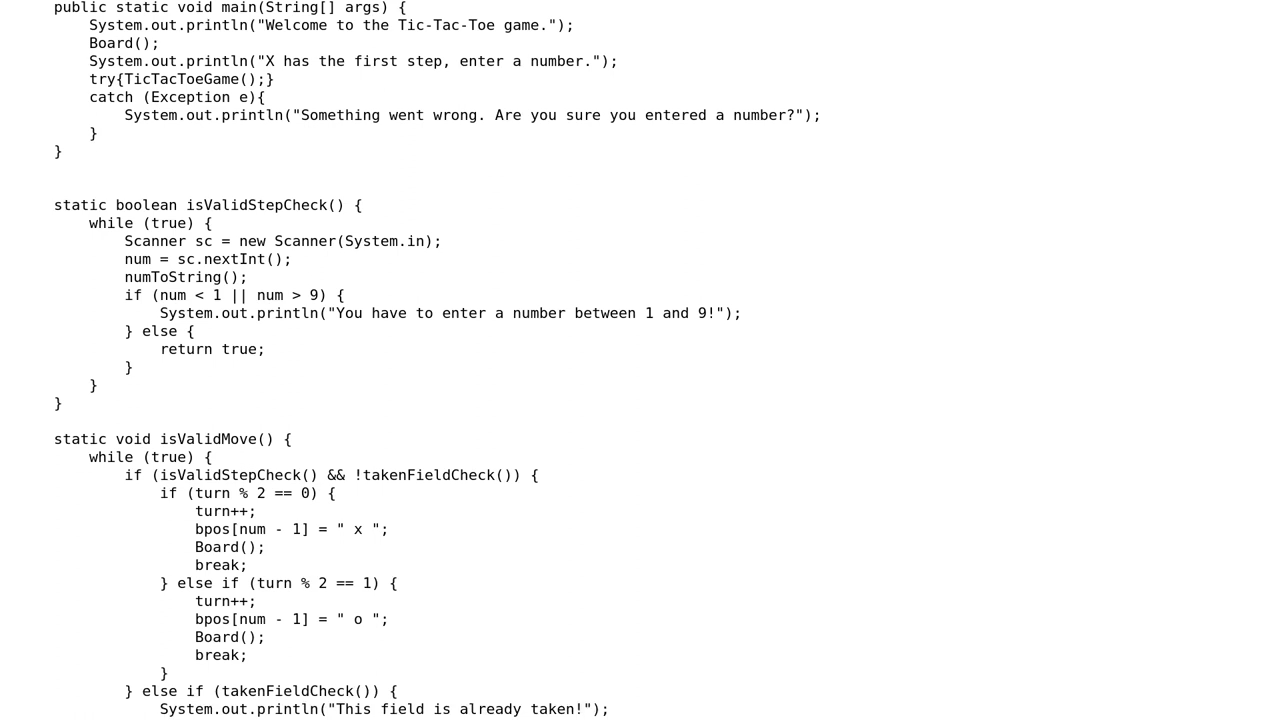 public static void main(String[] args) {
    System.out.println("Welcome to the Tic-Tac-Toe game.");
    Board();
    System.out.println("X has the first step, enter a number.");
    try{TicTacToeGame();}
    catch (Exception e){
        System.out.println("Something went wrong. Are you sure you entered a number?");
    }
}
static boolean isValidStepCheck() {
    while (true) {
        Scanner sc = new Scanner(System.in);
        num = sc.nextInt();
        numToString();
        if (num < 1 || num > 9) {
            System.out.println("You have to enter a number between 1 and 9!");
        } else {
            return true;
        }
    }
}
static void isValidMove() {
    while (true) {
        if (isValidStepCheck() && !takenFieldCheck()) {
            if (turn % 2 == 0) {
                turn++;
                bpos[num - 1] = " x ";
                Board();
                break;
            } else if (turn % 2 == 1) {
                turn++;
                bpos[num - 1] = " o ";
                Board();
                break;
            }
        } else if (takenFieldCheck()) {
            System.out.println("This field is already taken!");